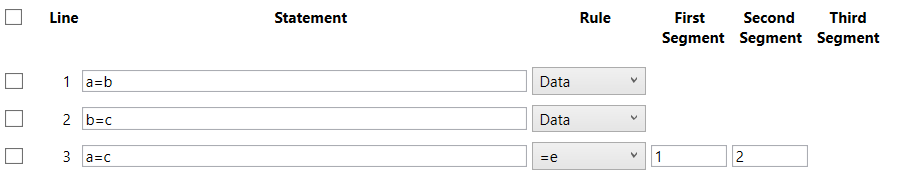 Line Statement Rule First Segment Second Segment Third Segment
1 a=b Data
2 b=c Data
3 a=c =e 1 2